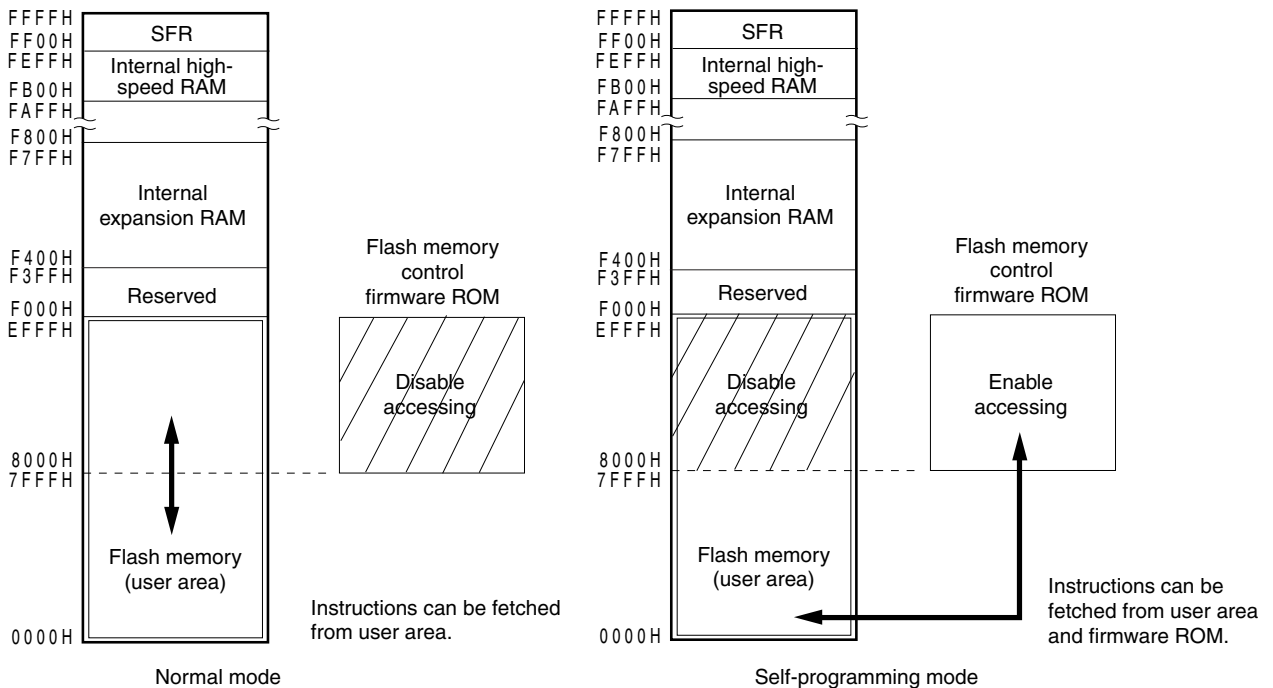 FFFFH
FF00H
FEFFH
FB00H
FAFFH
F800H
F7FFH
F400H
F3FFH
F000H
EFFFH
8000H
7FFFH
0000H
SFR
Internal high-
speed RAM
Internal
expansion RAM
Reserved
Flash memory
(user area)
Flash memory
control
firmware ROM
Disable
accessing
Instructions can be fetched
from user area.
Normal mode
FFFFH
FF00H
FEFFH
FB00H
FAFFH
F800H
F7FFH
F400H
F3FFH
F000H
EFFFH
8000H
7FFFH
0000H
SFR
Internal high-
speed RAM
Internal
expansion RAM
Reserved
Disable
accessing
Flash memory
(user area)
Flash memory
control
firmware ROM
Enable
accessing
Instructions can be
fetched from user area
and firmware ROM.
Self-programming mode